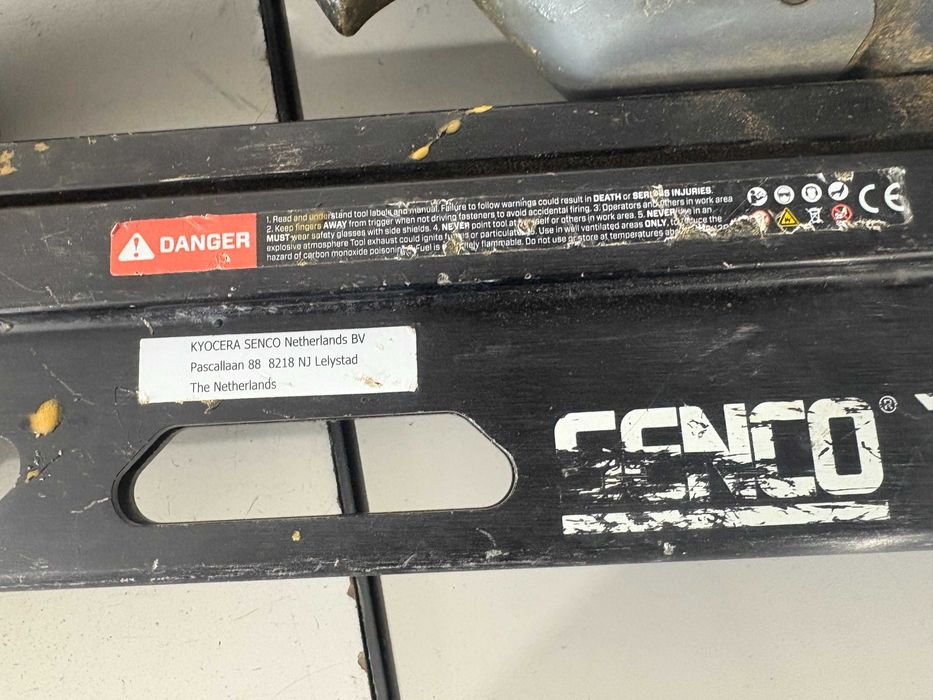 DANGER
1. Read and understand tool labels and manual. Failure to follow warnings could result in DEATH or SERIOUS INJURIES.
2. Keep fingers AWAY from trigger when not driving fasteners to avoid accidental firing. 3. Operators and others in work area
MUST wear safety glasses with side shields. 4. NEVER point tool at self or others in work area. 5. NEVER use in an
explosive atmosphere Tool exhaust could ignite or particulates. Use in well ventilated areas ONLY, to reduce the
hazard of carbon monoxide poisoning. Fuel is flammable. Do not use or store at temperatures
CE
KYOCERA SENCO Netherlands BV
Pascallaan 88 8218 NJ Lelystad
The Netherlands
SENCO®